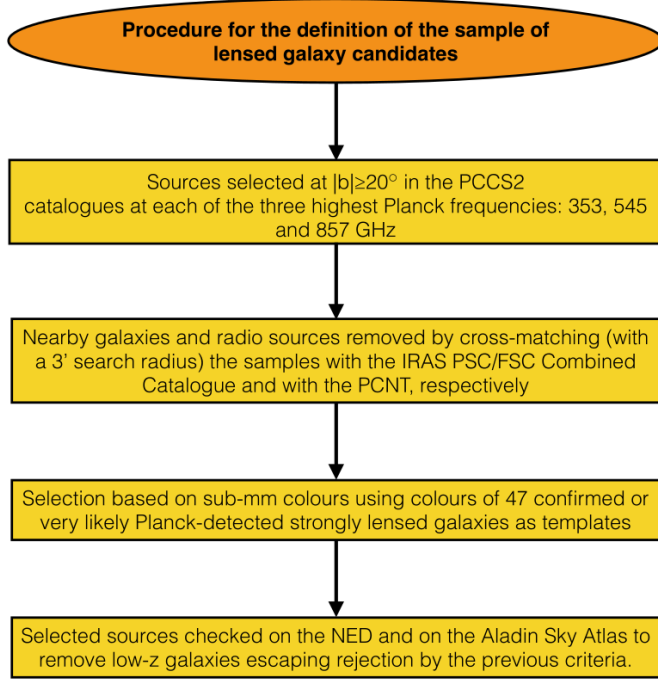 Procedure for the definition of the sample of
lensed galaxy candidates
Sources selected at |b|≥20° in the PCCS2
catalogues at each of the three highest Planck frequencies: 353, 545
and 857 GHz
Nearby galaxies and radio sources removed by cross-matching (with
a 3’ search radius) the samples with the IRAS PSC/FSC Combined
Catalogue and with the PCNT, respectively
Selection based on sub-mm colours using colours of 47 confirmed or
very likely Planck-detected strongly lensed galaxies as templates
Selected sources checked on the NED and on the Aladin Sky Atlas to
remove low-z galaxies escaping rejection by the previous criteria.